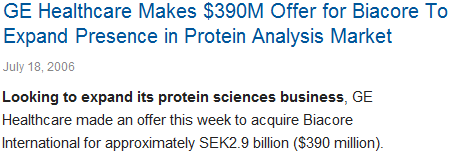 GE Healthcare Makes $390M Offer for Biacore To
Expand Presence in Protein Analysis Market
July 18, 2006
Looking to expand its protein sciences business, GE
Healthcare made an offer this week to acquire Biacore
International for approximately SEK2.9 billion ($390 million).